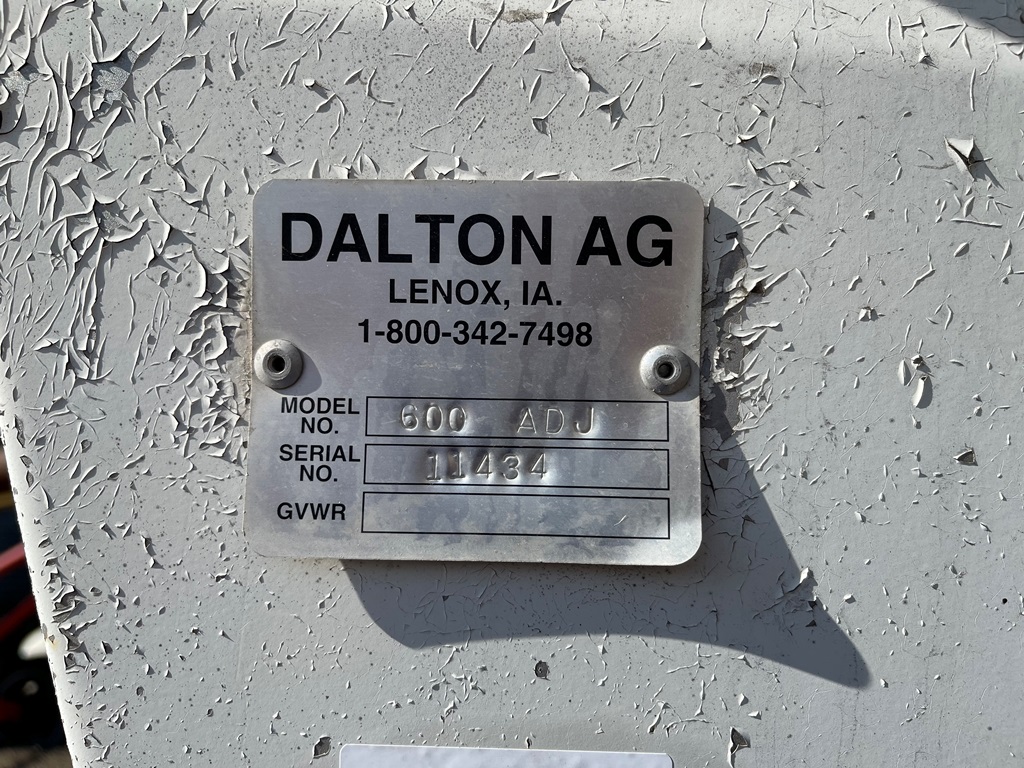 DALTON AG
LENOX, IA.
1-800-342-7498
MODEL NO. 600 ADJ
SERIAL NO. 11434
GVWR